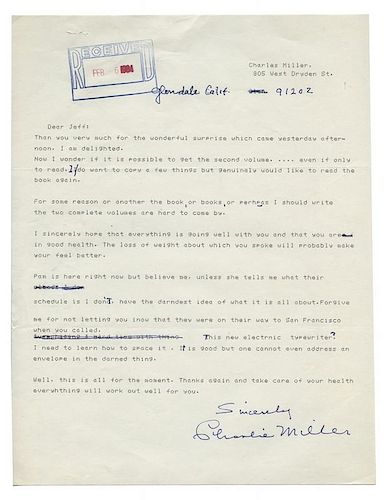 RECEIVED
FEB 6 1984
Charles Miller,
905 West Dryden St.
Glendale Calif. 91202
Dear Jeff:
Than you very much for the wonderful surprise which came yesterday after-
noon. I am delighted.
Now I wonder if it is possible to get the second volume. .... even if only
to read. I do want to copy a few things but genuinely would like to read the
book again.
For some reason or another the book or books or perhaps I should write
the two complete volumes are hard to come by.
I sincerely hope that everything is going well with you and that you are
in good health. The loss of weight about which you spoke will probably make
your feel better.
Pam is here right now but believe me, unless she tells me what their
schedule is I don't, have the darndest idea of what it is all about. Forgive
me for not letting you inow that they were on their way to San Francisco
when you called.
This new electric typewriter?
I need to learn how to space it. It is good but one cannot even address an
envelope in the darned thing.
Well, this is all for the moment. Thanks again and take care of your health
everwhthing will work out well for you.
Sincerely
Charlie Miller